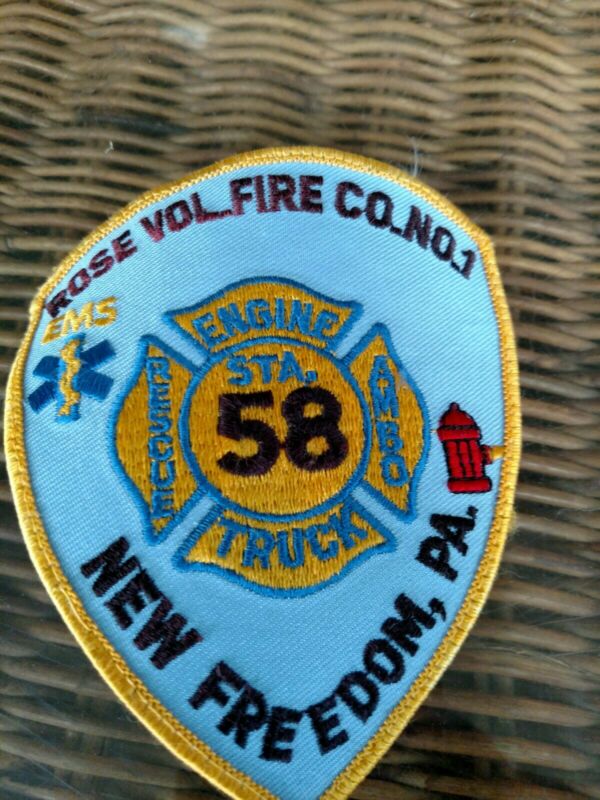 ROSE VOL.FIRE CO.NO.1
EMS
ENGINE
RESCUE
STA.
58
AMBO
TRUCK
NEW FREEDOM, PA.